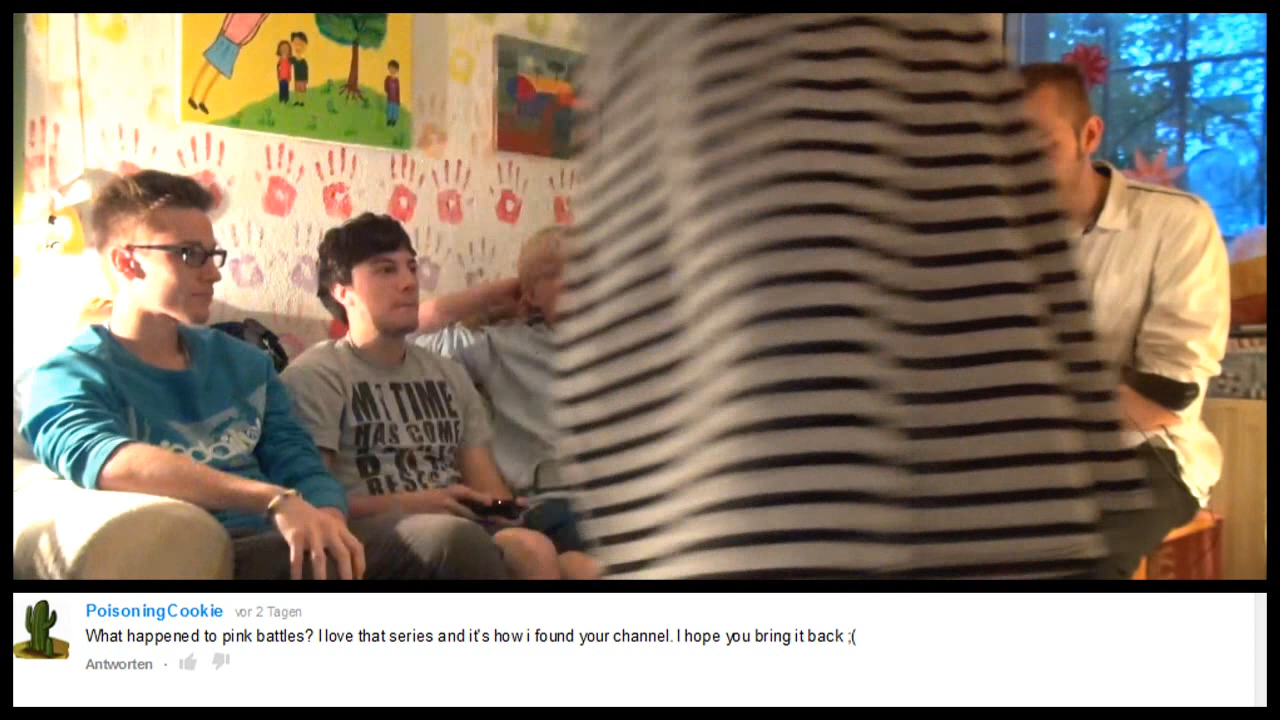 MY TIME
HAS COME
PoisoningCookie vor 2 Tagen
What happened to pink battles? I love that series and it's how i found your channel. I hope you bring it back ;(
Antworten ·